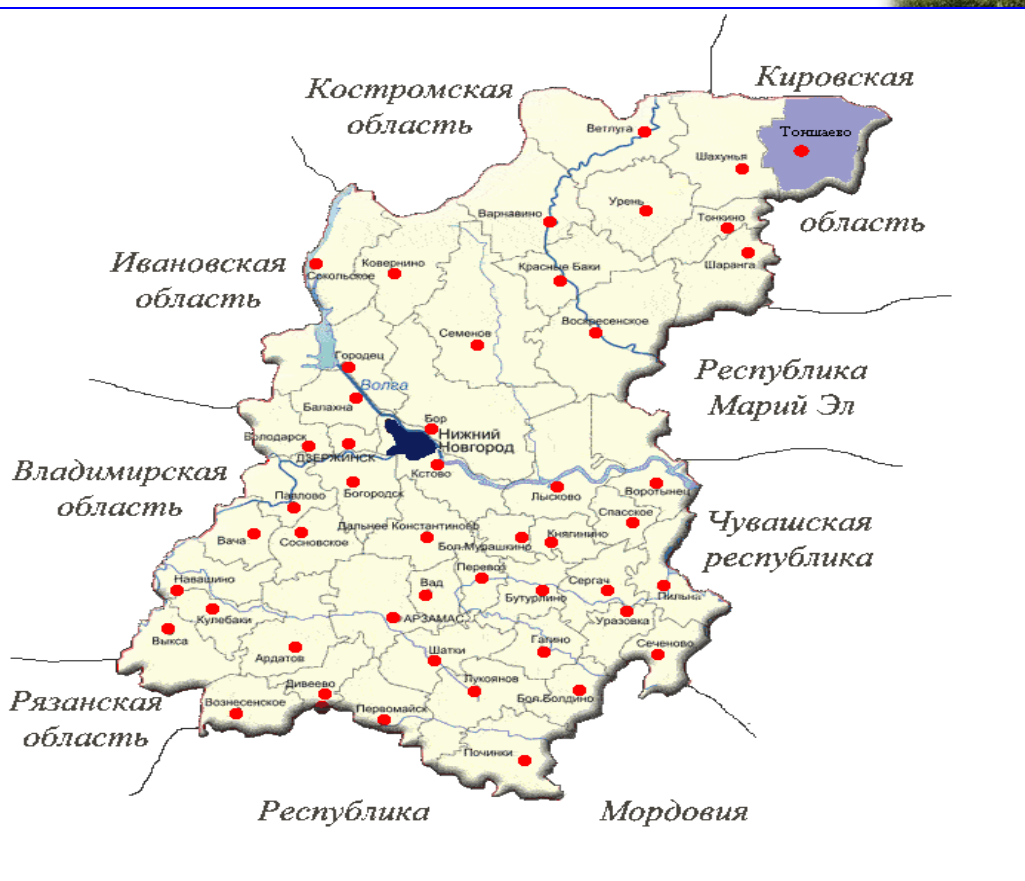 Кировская
Костромская
область
Ветлуга
Тоншаево
Шахунья
Урень
Варнавино
Тонкино
область
Шаранга
Ивановская
область
Ковернино
Сокольское
Красные Баки
Воскресенское
Семенов
Городец
Республика
Марий Эл
Волга
Балахна
Бор
Володарск
Нижний
Новгород
ДЗЕРЖИНСК
Кстово
Владимирская
область
Павлово
Богородск
Лысково
Воротынец
Спасское
Чувашская
республика
Вача
Сосновское
Дальнее Константиново
Бол.Мурашкино
Княгинино
Перевоз
Навашино
Вад
Сергач
Бутурлино
Пильна
Кулебаки
АРЗАМАС
Уразовка
Выкса
Ардатов
Шатки
Гагино
Сеченово
Дивеево
Лукоянов
Бол.Болдино
Рязанская
область
Вознесенское
Первомайск
Починки
Республика
Мордовия